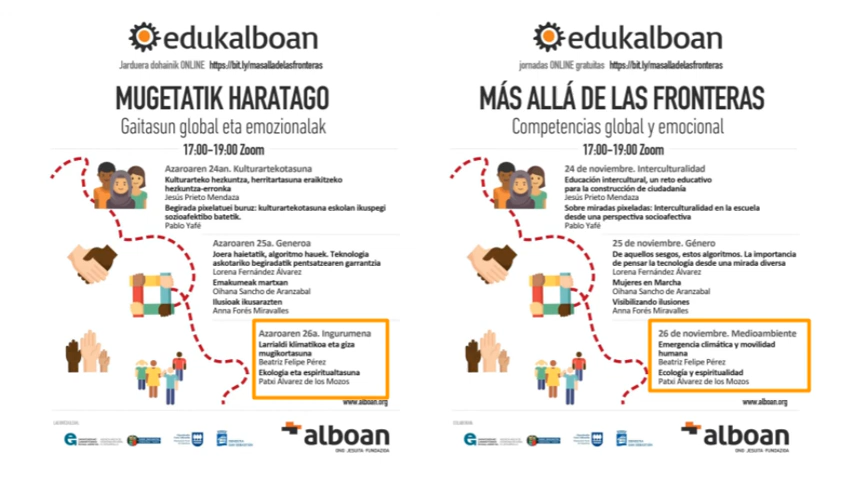 edukalboan
Jarduera dohainik ONLINE https://bit.ly/masalladelasfronteras
MUGETATIK HARATAGO
Gaitasun global eta emozionalak
17:00-19:00 Zoom
Azaroaren 24an. Kulturartekotasuna
Kulturarteko hezkuntza, herritartasuna eraikitzeko
hezkuntza-erronka
Jesús Prieto Mendaza
Begirada pixelatuei buruz: kulturartekotasuna eskolan ikuspegi
sozioafektibo batetik.
Pablo Yafé
Azaroaren 25a. Generoa
Joera haietatik, algoritmo hauek. Teknologia
askotariko begiradatik pentsatzearen garrantzia
Lorena Fernández Álvarez
Emakumeak martxan
Oihana Sancho de Aranzabal
Ilusioak ikusarazten
Anna Forés Miravalles
Azaroaren 26a. Ingurumena
Larrialdi klimatikoa eta giza
mugikortasuna
Beatriz Felipe Pérez
Ekologia eta espiritualtasuna
Patxi Álvarez de los Mozos
www.alboan.org
alboan
ONG JESUITA FUNDAZIOA
edukalboan
jornadas ONLINE gratuitas https://bit.ly/masalladelasfronteras
MÁS ALLÁ DE LAS FRONTERAS
Competencias global y emocional
17:00-19:00 Zoom
24 de noviembre. Interculturalidad
Educación intercultural, un reto educativo
para la construcción de ciudadanía
Jesús Prieto Mendaza
Sobre miradas pixeladas: Interculturalidad en la escuela
desde una perspectiva socioafectiva
Pablo Yafé
25 de noviembre. Género
De aquellos sesgos, estos algoritmos. La importancia
de pensar la tecnología desde una mirada diversa
Lorena Fernández Álvarez
Mujeres en Marcha
Oihana Sancho de Aranzabal
Visibilizando ilusiones
Anna Forés Miravalles
26 de noviembre. Medioambiente
Emergencia climática y movilidad
humana
Beatriz Felipe Pérez
Ecología y espiritualidad
Patxi Álvarez de los Mozos
www.alboan.org
alboan
ONG JESUITA FUNDAZIOA